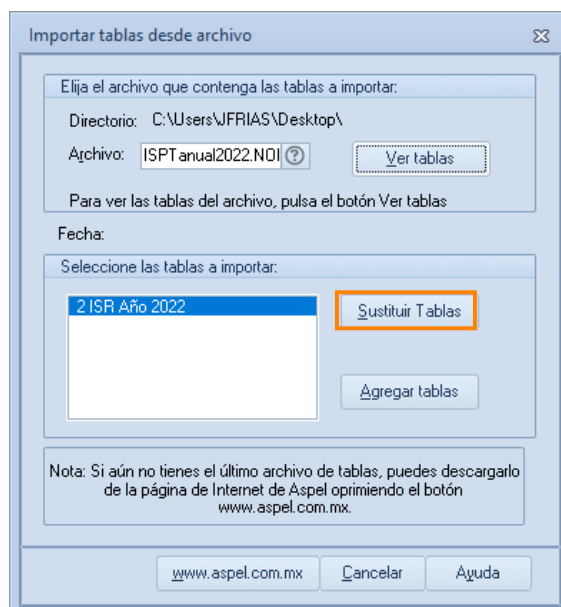 Importar tablas desde archivo
Elija el archivo que contenga las tablas a importar:
Directorio: C:\Users\JFRIAS\Desktop\
Archivo: ISPTanual2022.NOI ? Ver tablas
Para ver las tablas del archivo, pulsa el botón Ver tablas
Fecha:
Seleccione las tablas a importar:
2 ISR Año 2022
Sustituir Tablas
Agregar tablas
Nota: Si aún no tienes el último archivo de tablas, puedes descargarlo
de la página de Internet de Aspel oprimiendo el botón
www.aspel.com.mx.
www.aspel.com.mx Cancelar Ayuda